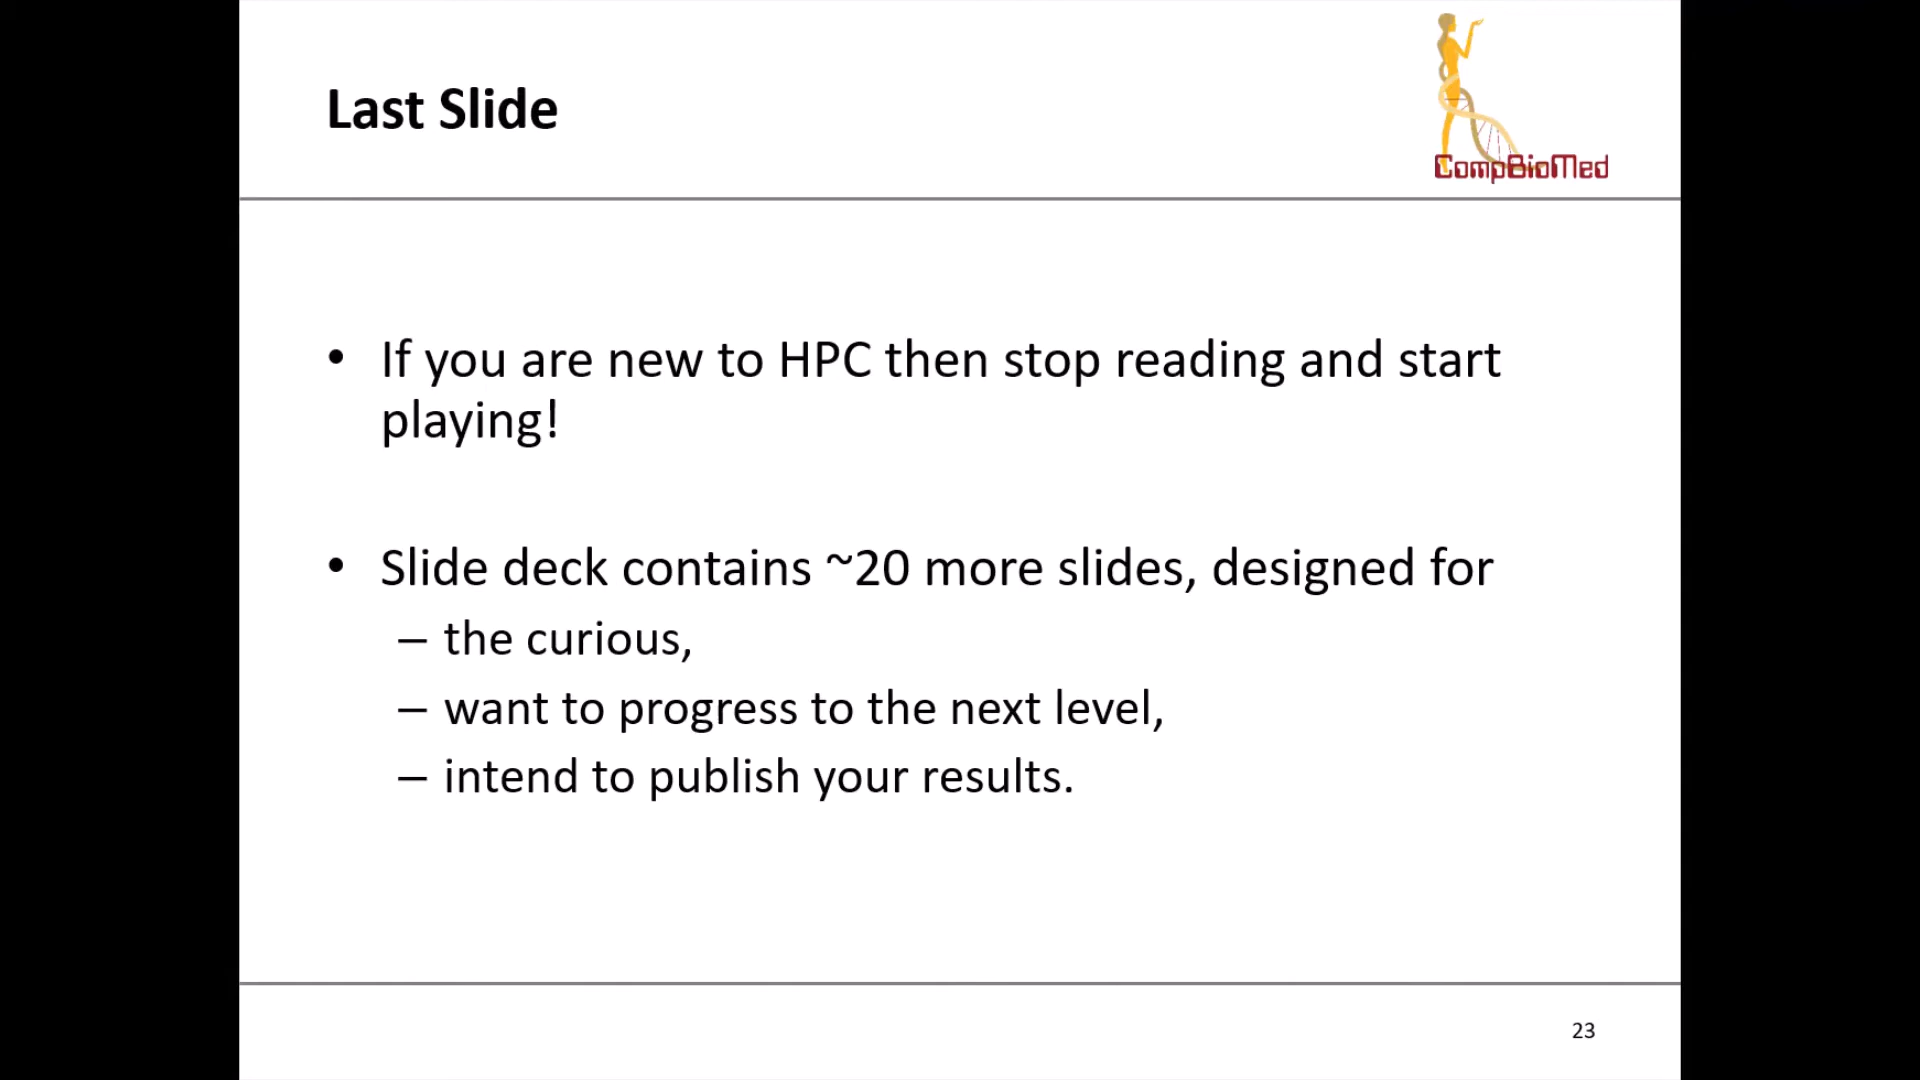 Last Slide
CompBioMed
• If you are new to HPC then stop reading and start
playing!
• Slide deck contains ~20 more slides, designed for
– the curious,
– want to progress to the next level,
– intend to publish your results.
23